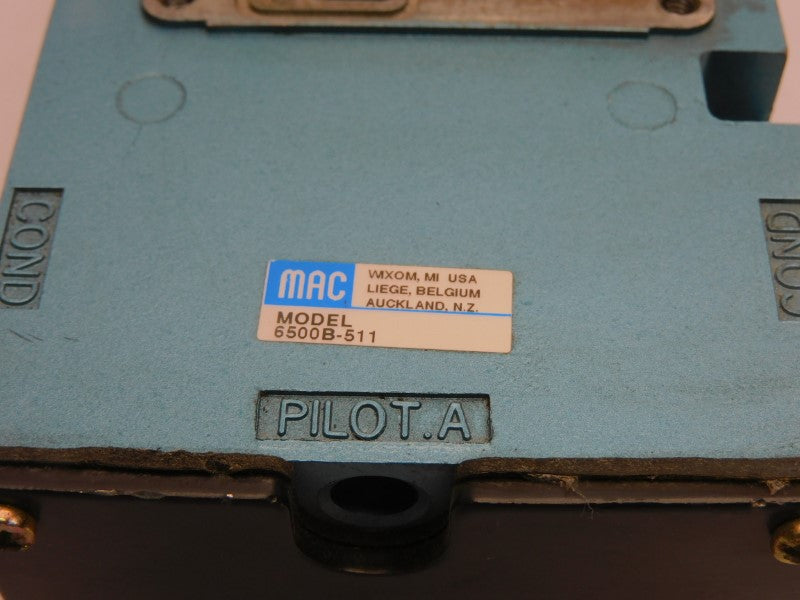 COND
COND
MAC
WIXOM, MI USA
LIEGE, BELGIUM
AUCKLAND, N.Z.
MODEL
6500B-511
PILOT.A